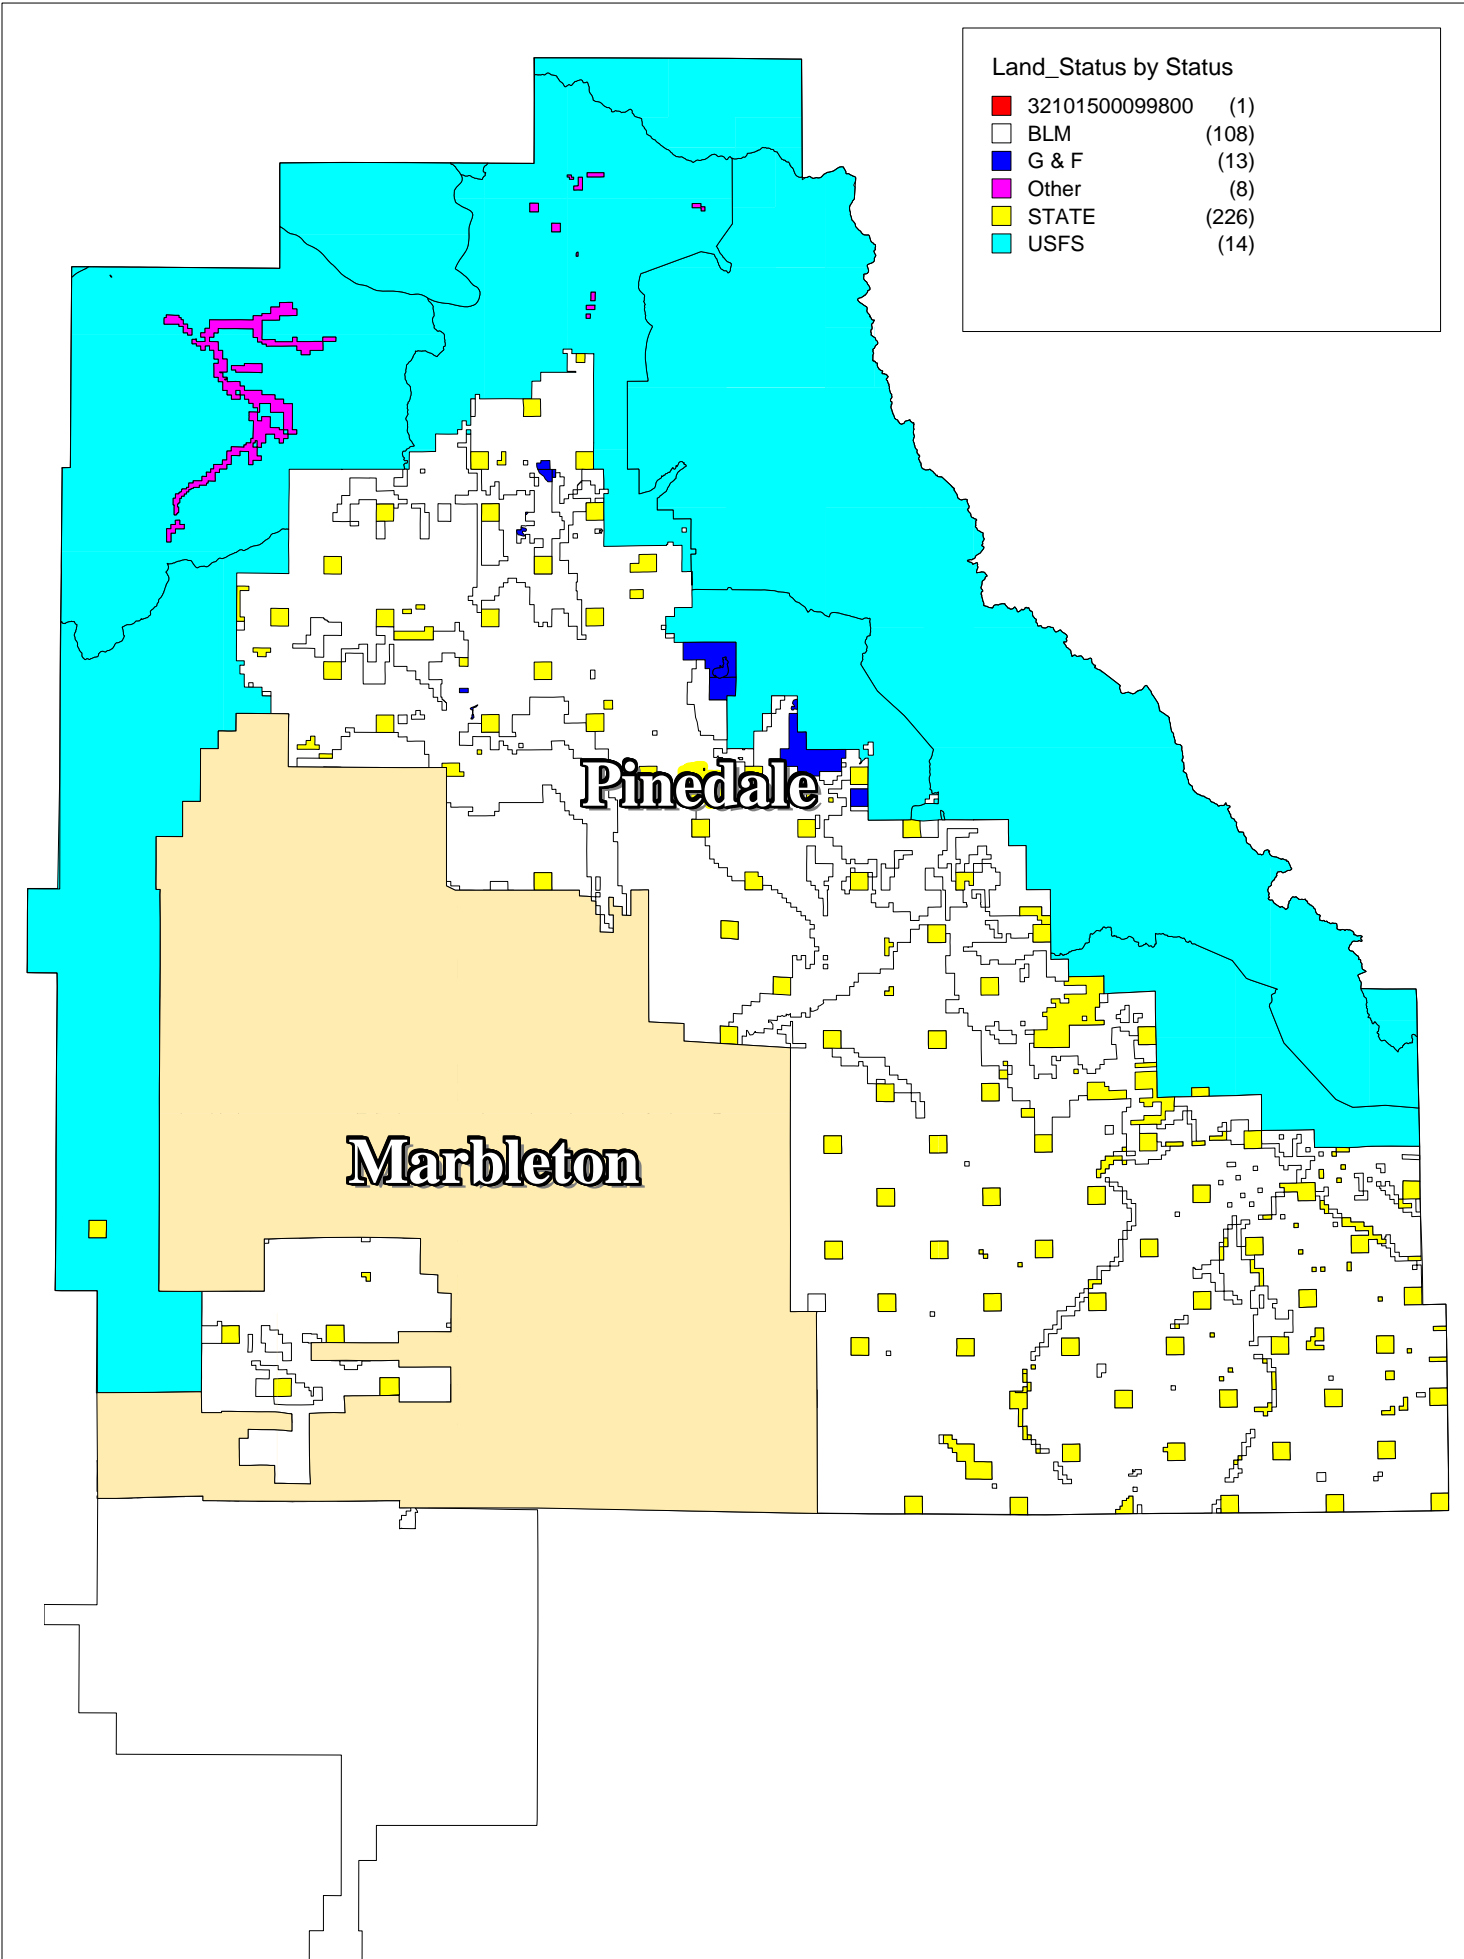 Land_Status by Status
32101500099800 (1)
BLM (108)
G & F (13)
Other (8)
STATE (226)
USFS (14)
Pinedale
Marbleton